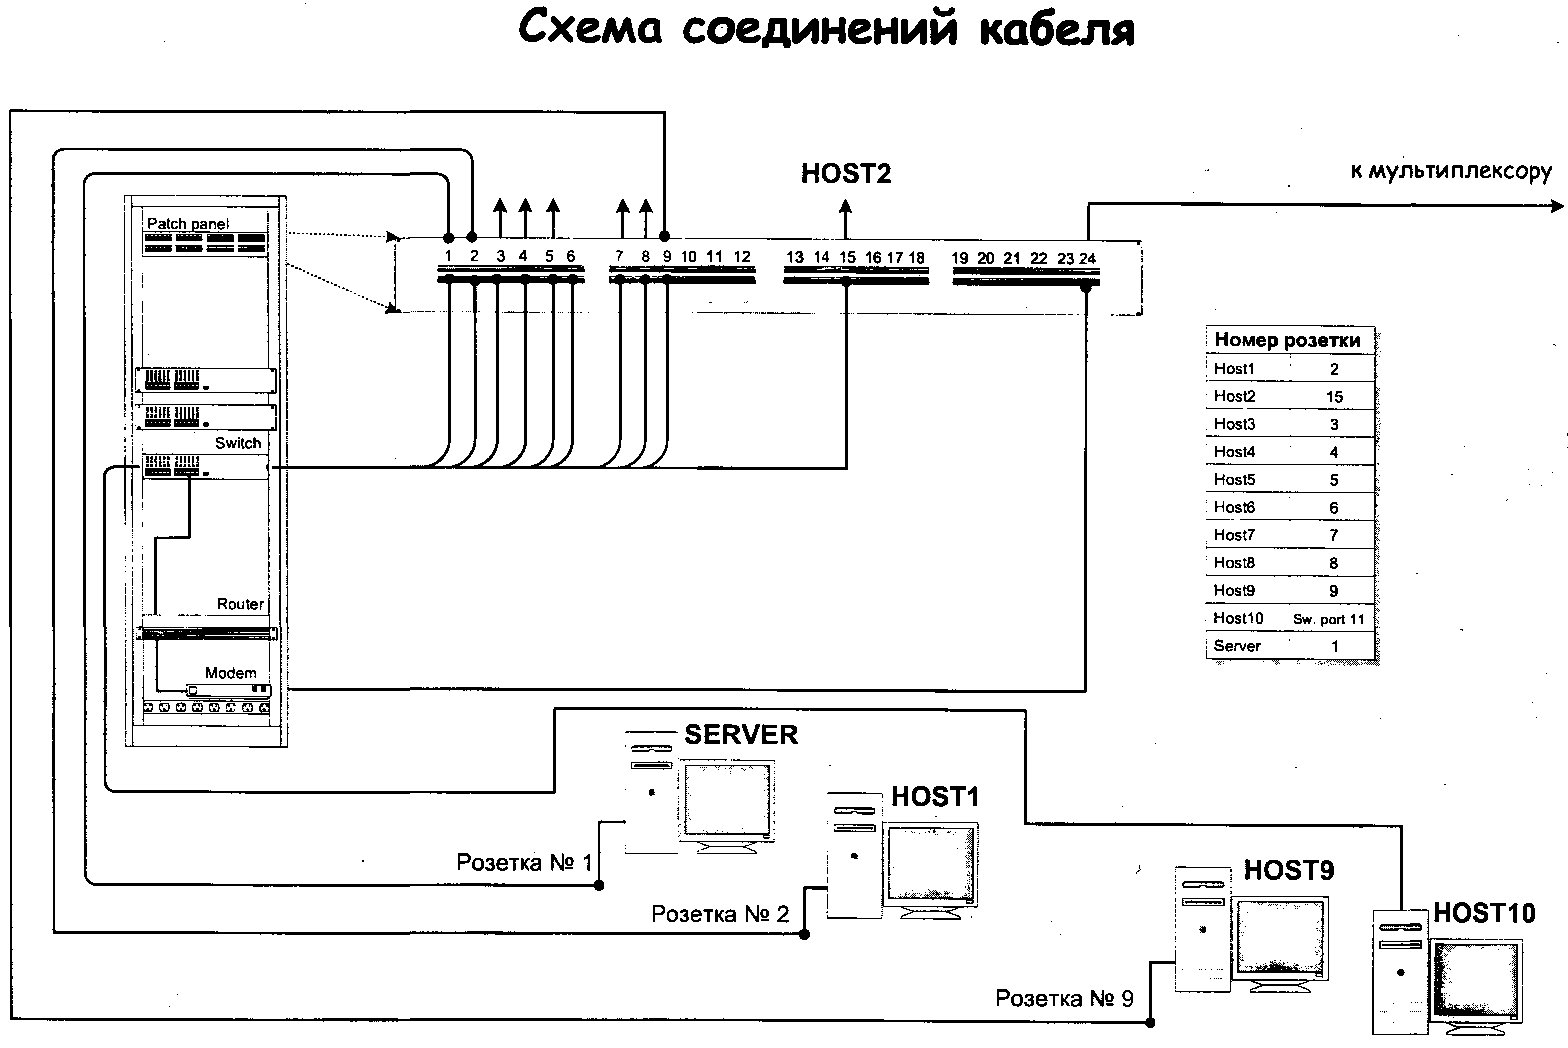 Схема соединений кабеля
HOST2
к мультиплексору
Patch panel
1 2 3 4 5 6 7 8 9 10 11 12 13 14 15 16 17 18 19 20 21 22 23 24
Номер розетки
Host1 2
Host2 15
Host3 3
Host4 4
Host5 5
Host6 6
Host7 7
Host8 8
Host9 9
Host10 Sw. port 11
Server 1
Switch
Router
Modem
SERVER
HOST1
Розетка № 1
HOST9
Розетка № 2
HOST10
Розетка № 9